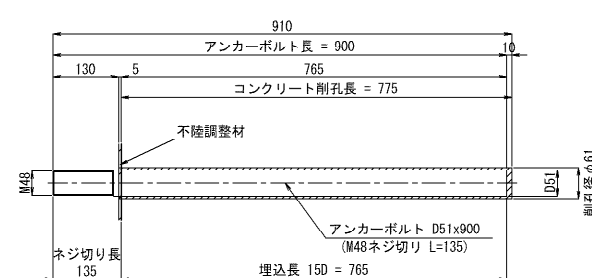 910
アンカーボルト長 = 900
10
130
5
765
コンクリート削孔長 = 775
不陸調整材
M48
D51
削孔径φ61
アンカーボルト D51x900
(M48ネジ切り L=135)
ネジ切り長
135
埋込長 15D = 765